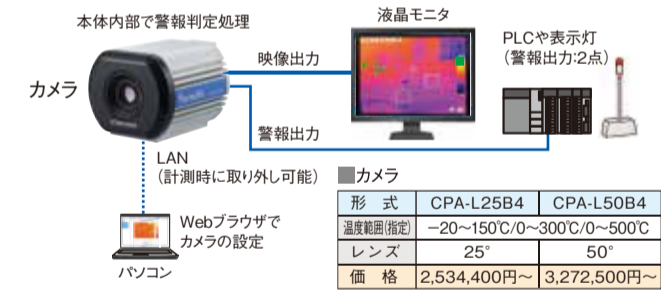 本体内部で警報判定処理
液晶モニタ
PLCや表示灯
(警報出力:2点)
映像出力
カメラ
警報出力
LAN
(計測時に取り外し可能)
Webブラウザで
カメラの設定
パソコン
■カメラ
形 式 CPA-L25B4 CPA-L50B4
温度範囲(指定) −20〜150℃/0〜300℃/0〜500℃
レンズ 25° 50°
価 格 2,534,400円〜 3,272,500円〜